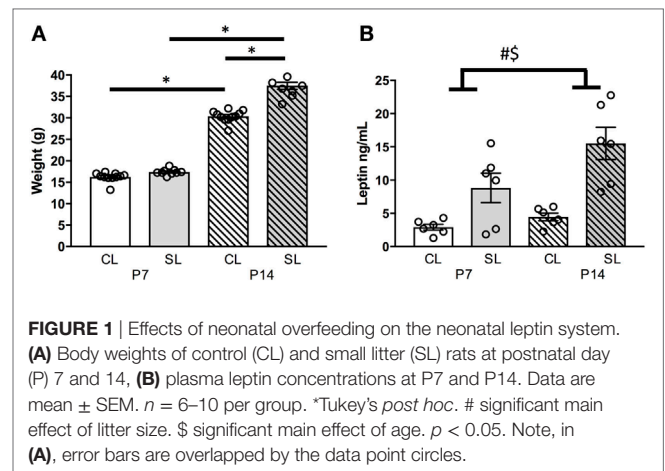 A
B
*
*
*
#$
Weight (g)
40
35
30
25
20
15
10
5
0
CL SL CL SL
P7 P14
Leptin ng/mL
25
20
15
10
5
0
CL SL CL SL
P7 P14
FIGURE 1 | Effects of neonatal overfeeding on the neonatal leptin system.
(A) Body weights of control (CL) and small litter (SL) rats at postnatal day
(P) 7 and 14, (B) plasma leptin concentrations at P7 and P14. Data are
mean ± SEM. n = 6–10 per group. *Tukey's post hoc. # significant main
effect of litter size. $ significant main effect of age. p < 0.05. Note, in
(A), error bars are overlapped by the data point circles.